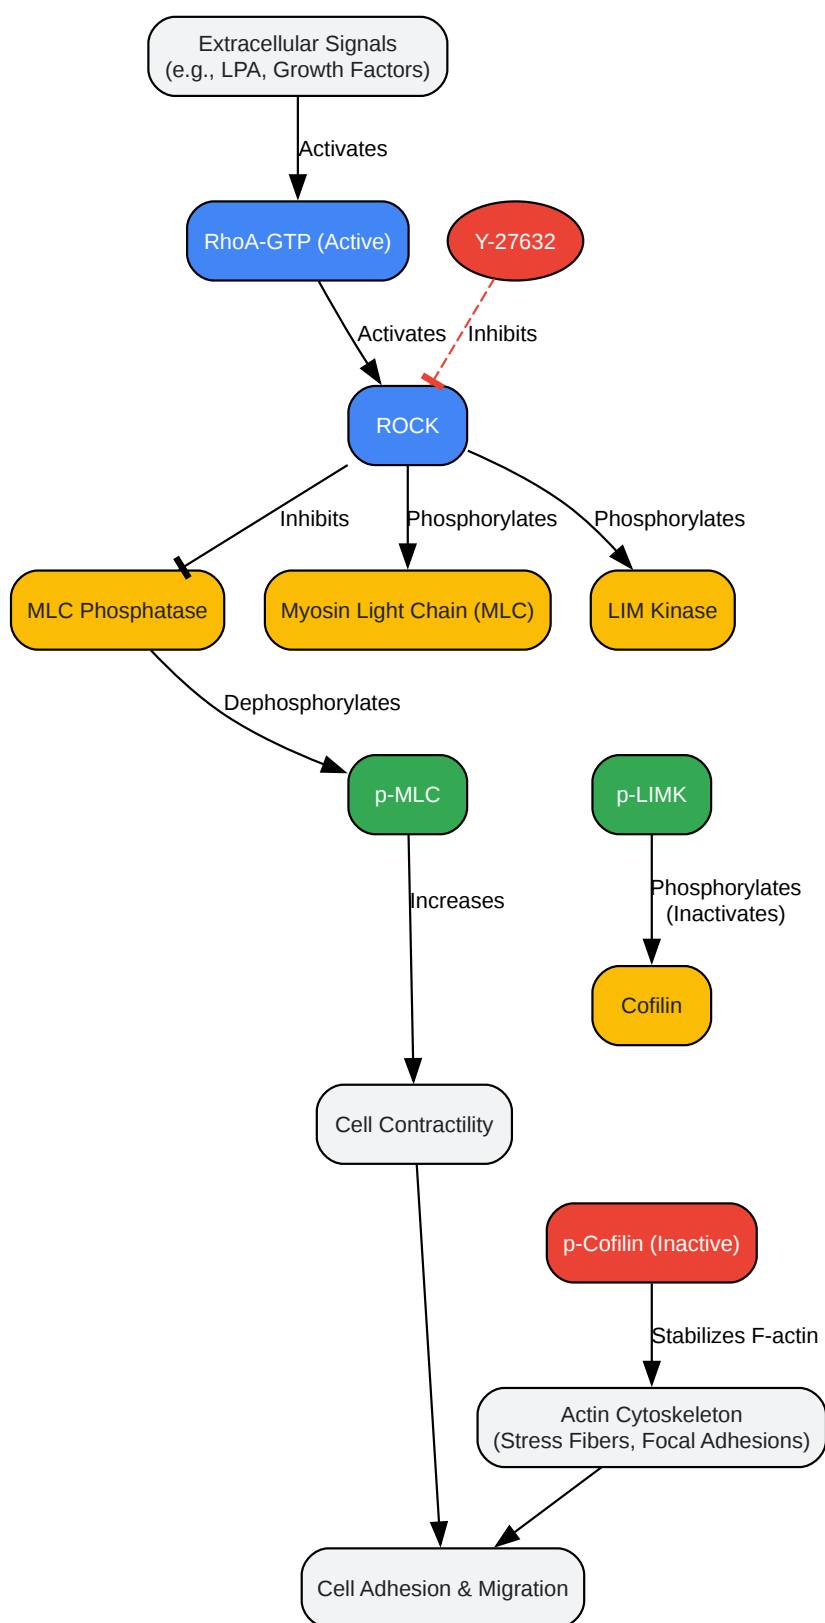 Extracellular Signals
(e.g., LPA, Growth Factors)
Activates
RhoA-GTP (Active)
Y-27632
Activates
Inhibits
ROCK
Inhibits
Phosphorylates
Phosphorylates
MLC Phosphatase
Myosin Light Chain (MLC)
LIM Kinase
Dephosphorylates
p-MLC
p-LIMK
Increases
Phosphorylates
(Inactivates)
Cofilin
Cell Contractility
p-Cofilin (Inactive)
Stabilizes F-actin
Actin Cytoskeleton
(Stress Fibers, Focal Adhesions)
Cell Adhesion & Migration